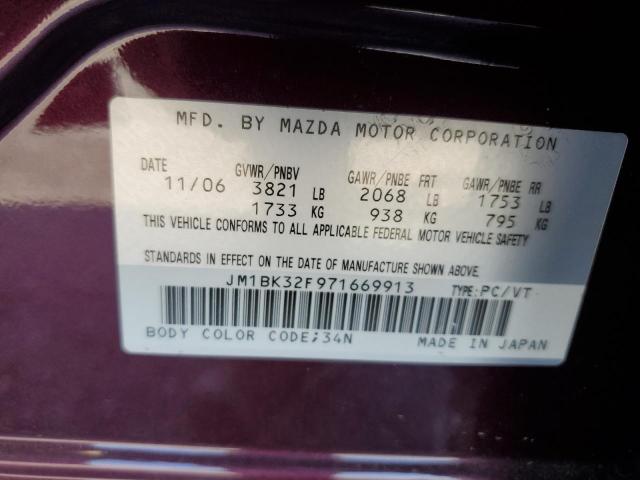 MFD. BY MAZDA MOTOR CORPORATION
DATE GVWR/PNBV GAWR/PNBE FRT GAWR/PNBE RR
11/06 3821 LB 2068 LB 1753 LB
1733 KG 938 KG 795 KG
THIS VEHICLE CONFORMS TO ALL APPLICABLE FEDERAL MOTOR VEHICLE SAFETY
STANDARDS IN EFFECT ON THE DATE OF MANUFACTURE SHOWN ABOVE.
JM1BK32F971669913 TYPE:PC/VT
BODY COLOR CODE;34N MADE IN JAPAN